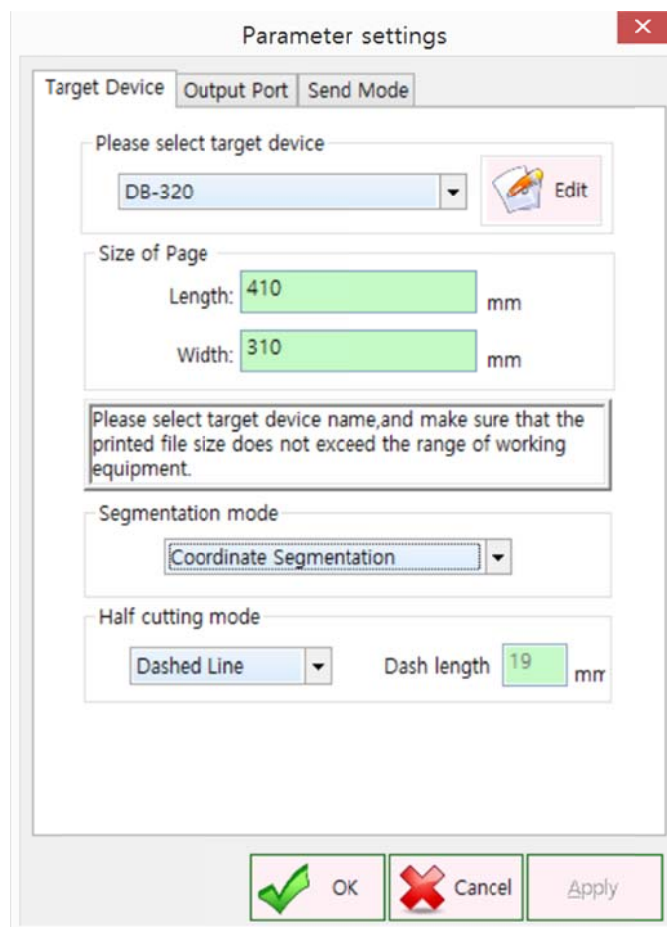 Parameter settings
Target Device Output Port Send Mode
Please select target device
DB-320 Edit
Size of Page
Length: 410 mm
Width: 310 mm
Please select target device name,and make sure that the
printed file size does not exceed the range of working
equipment.
Segmentation mode
Coordinate Segmentation
Half cutting mode
Dashed Line Dash length 19 mm
OK Cancel Apply